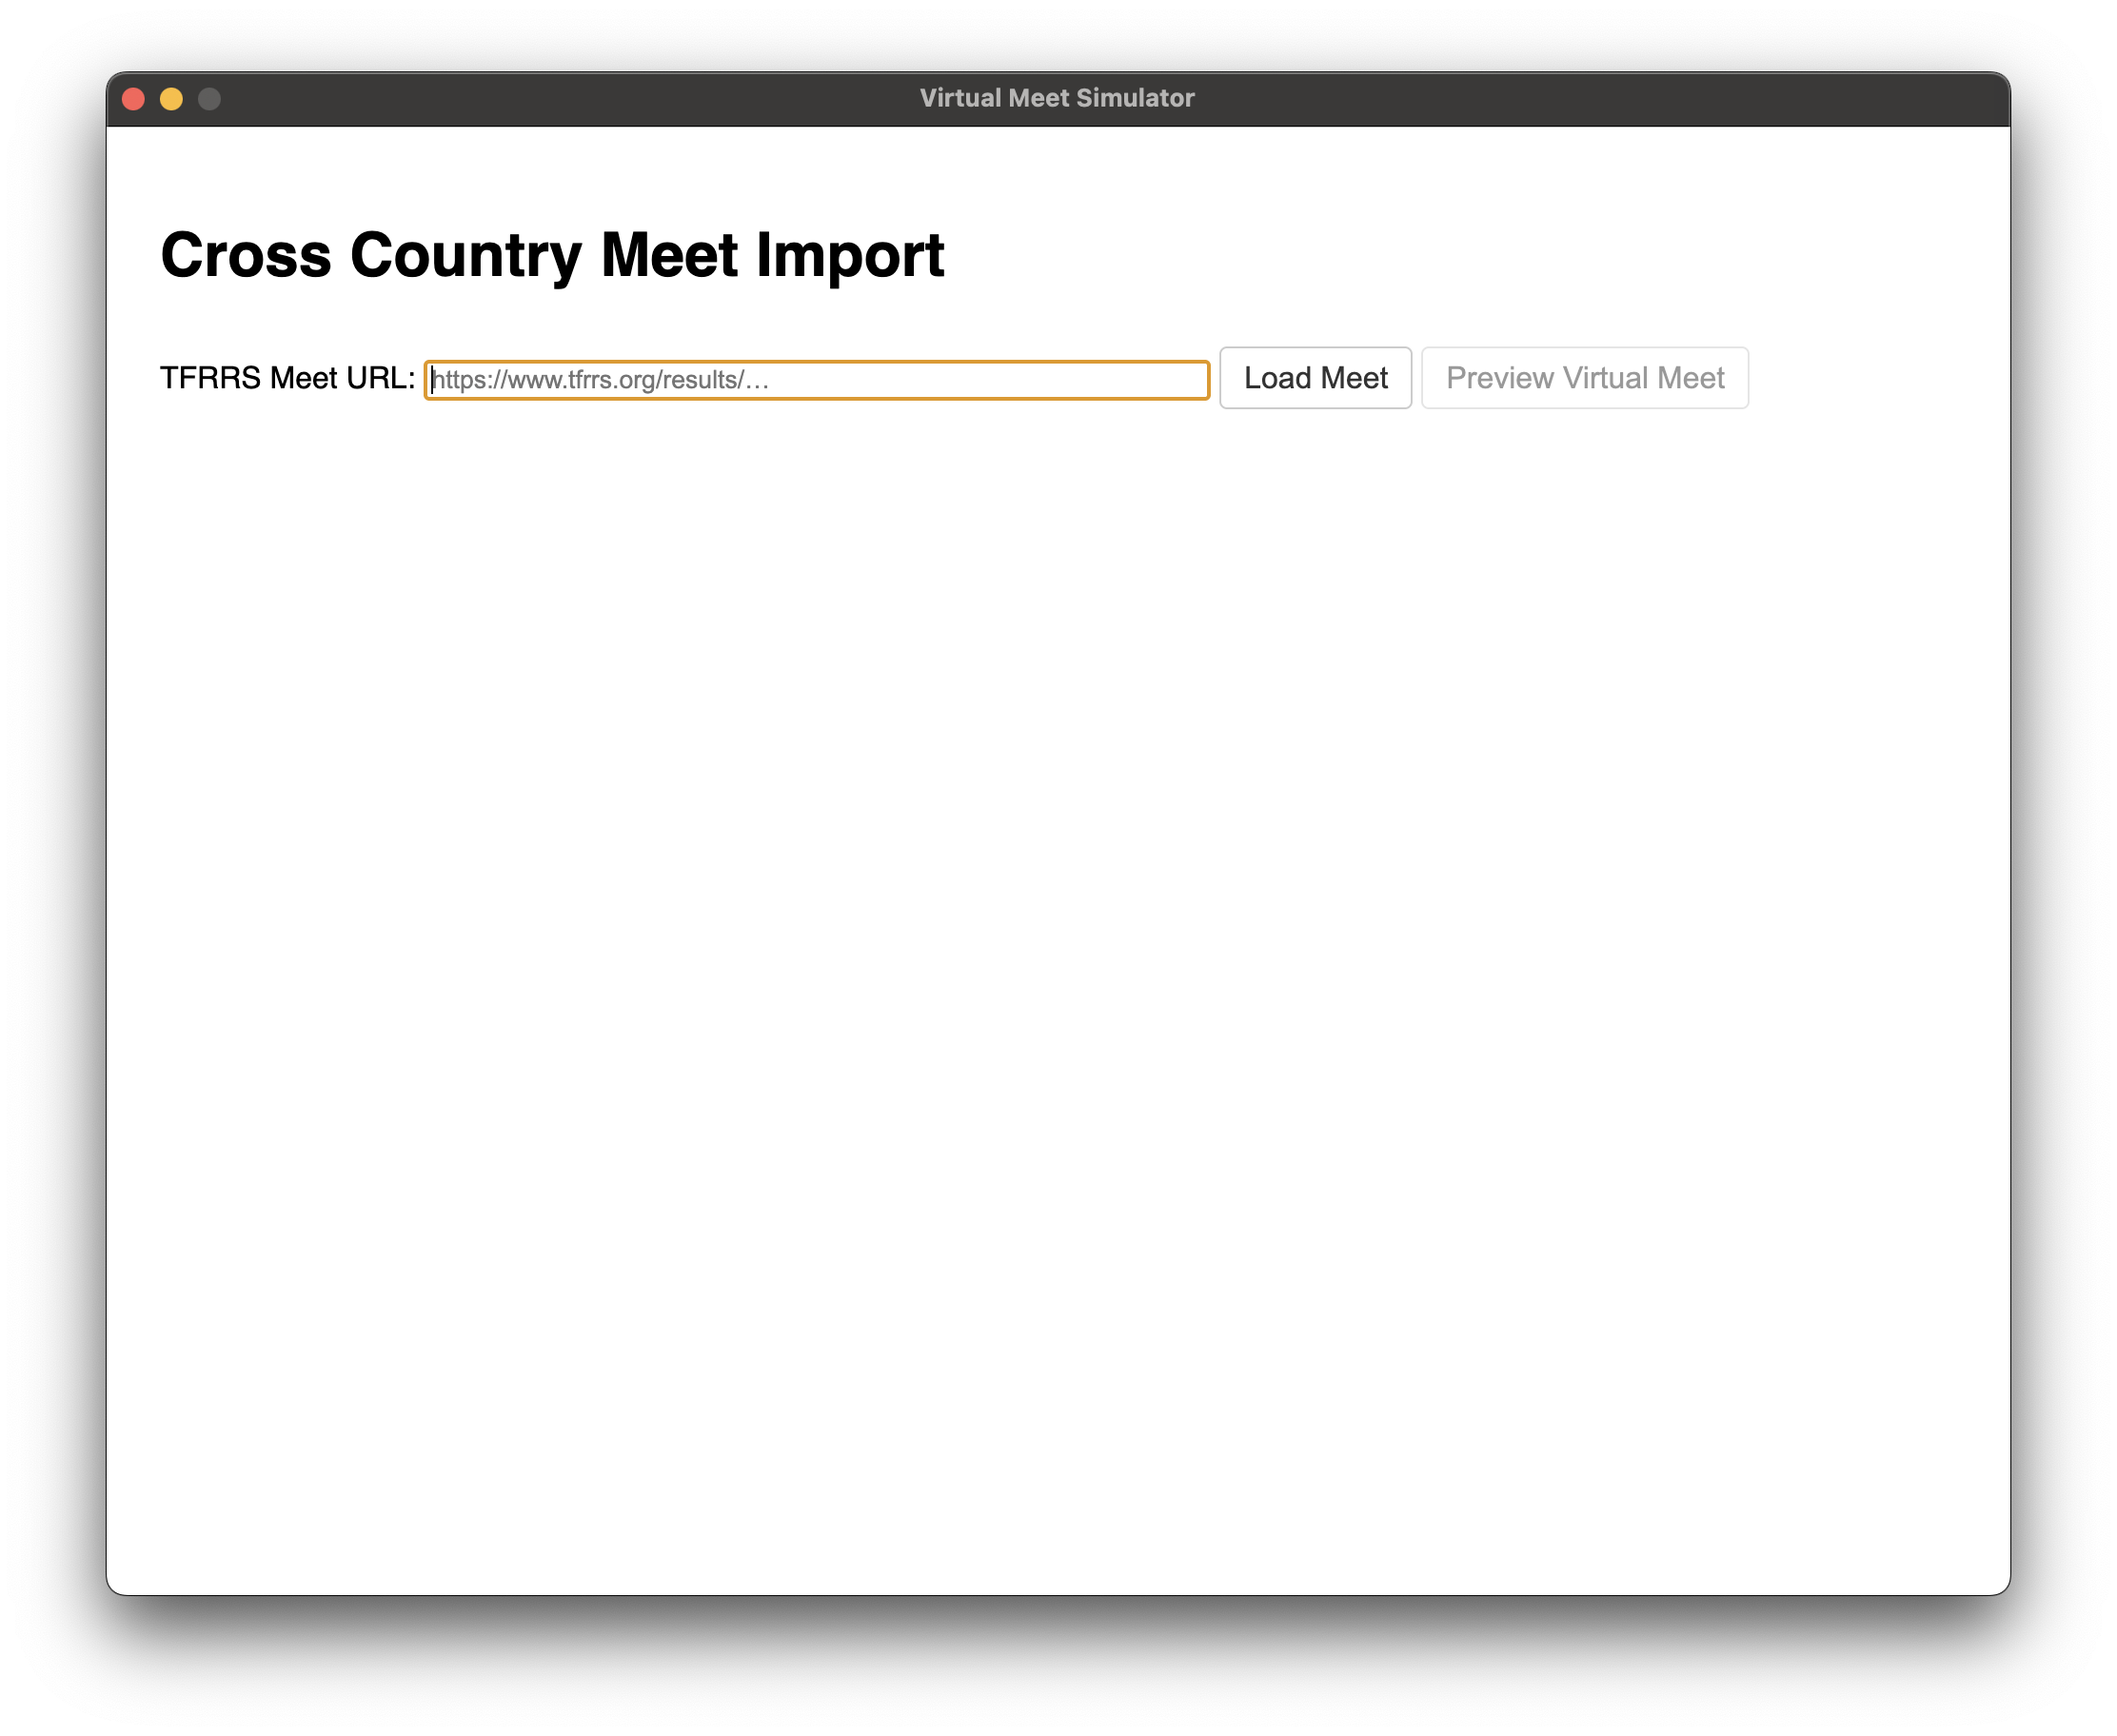 Virtual Meet Simulator
Cross Country Meet Import
TFRRS Meet URL: https://www.tfrrs.org/results/… Load Meet Preview Virtual Meet